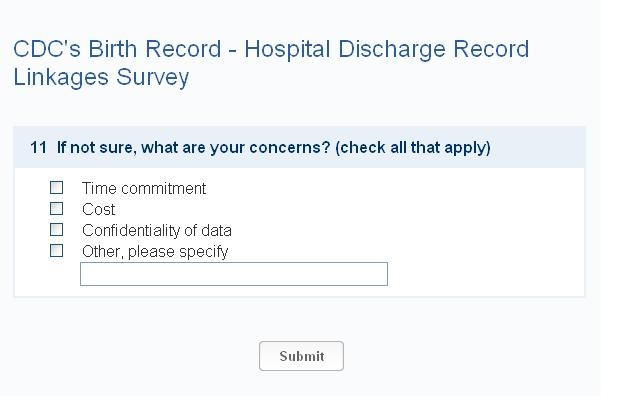 CDC's Birth Record - Hospital Discharge Record
Linkages Survey
11 If not sure, what are your concerns? (check all that apply)
Time commitment
Cost
Confidentiality of data
Other, please specify
Submit